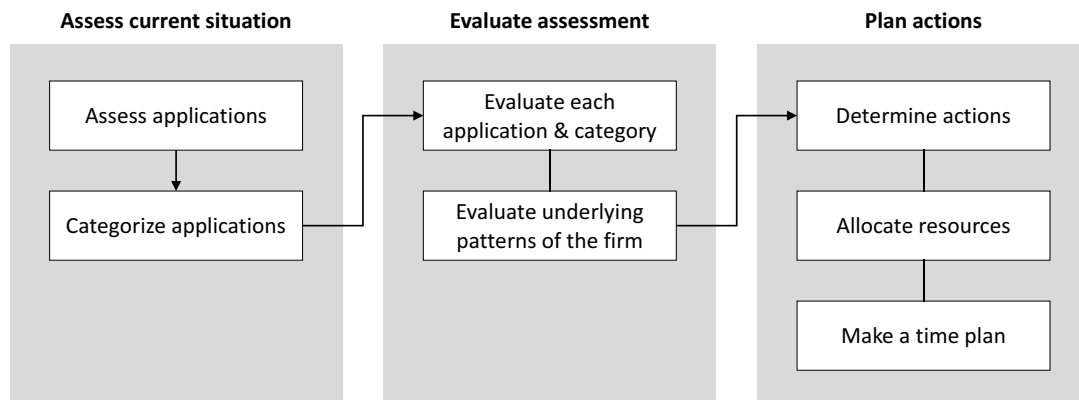 Assess current situation
Assess applications
Categorize applications
Evaluate assessment
Evaluate each
application & category
Evaluate underlying
patterns of the firm
Plan actions
Determine actions
Allocate resources
Make a time plan